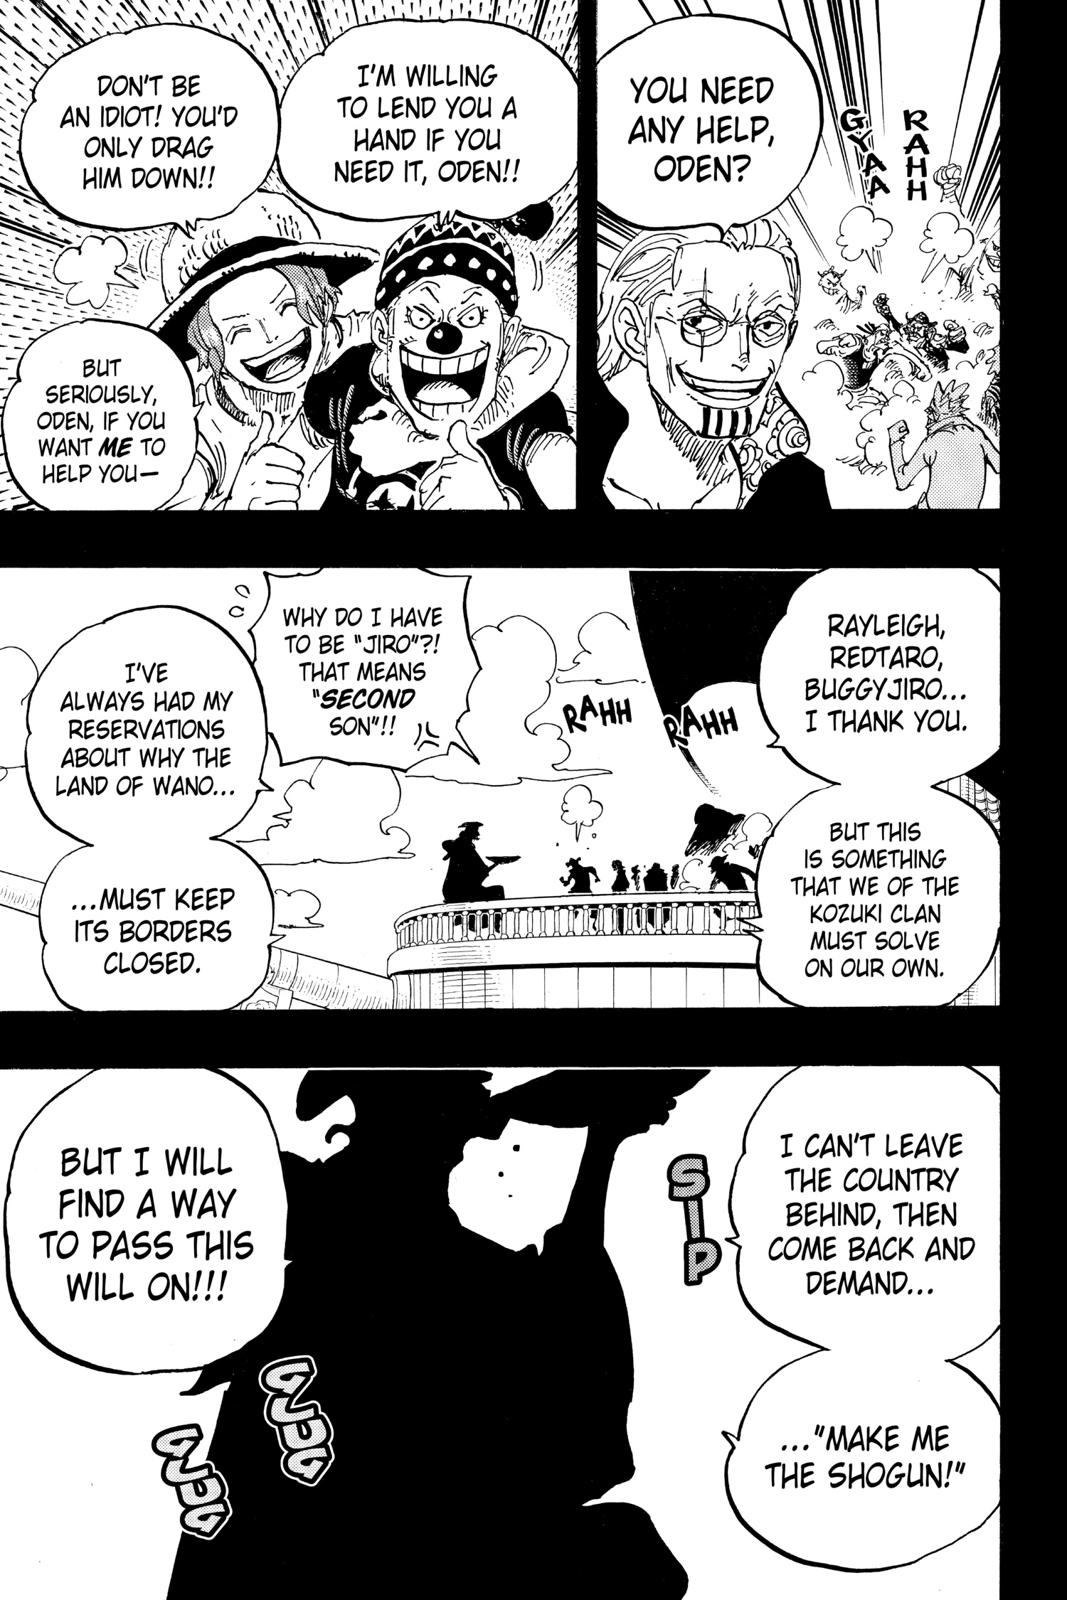 YOU NEED
ANY HELP,
ODEN?
RAHH
GYAA
I'M WILLING
TO LEND YOU A
HAND IF YOU
NEED IT, ODEN!!
DON'T BE
AN IDIOT! YOU'D
ONLY DRAG
HIM DOWN!!
BUT
SERIOUSLY,
ODEN, IF YOU
WANT ME TO
HELP YOU—
RAYLEIGH,
REDTARO,
BUGGYJIRO...
I THANK YOU.
BUT THIS
IS SOMETHING
THAT WE OF THE
KOZUKI CLAN
MUST SOLVE
ON OUR OWN.
RAHH
RAHH
WHY DO I HAVE
TO BE "JIRO"?!
THAT MEANS
"SECOND
SON"!!
I'VE
ALWAYS HAD MY
RESERVATIONS
ABOUT WHY THE
LAND OF WANO...
...MUST KEEP
ITS BORDERS
CLOSED.
I CAN'T LEAVE
THE COUNTRY
BEHIND, THEN
COME BACK AND
DEMAND...
..."MAKE ME
THE SHOGUN!"
SIP
BUT I WILL
FIND A WAY
TO PASS THIS
WILL ON!!!